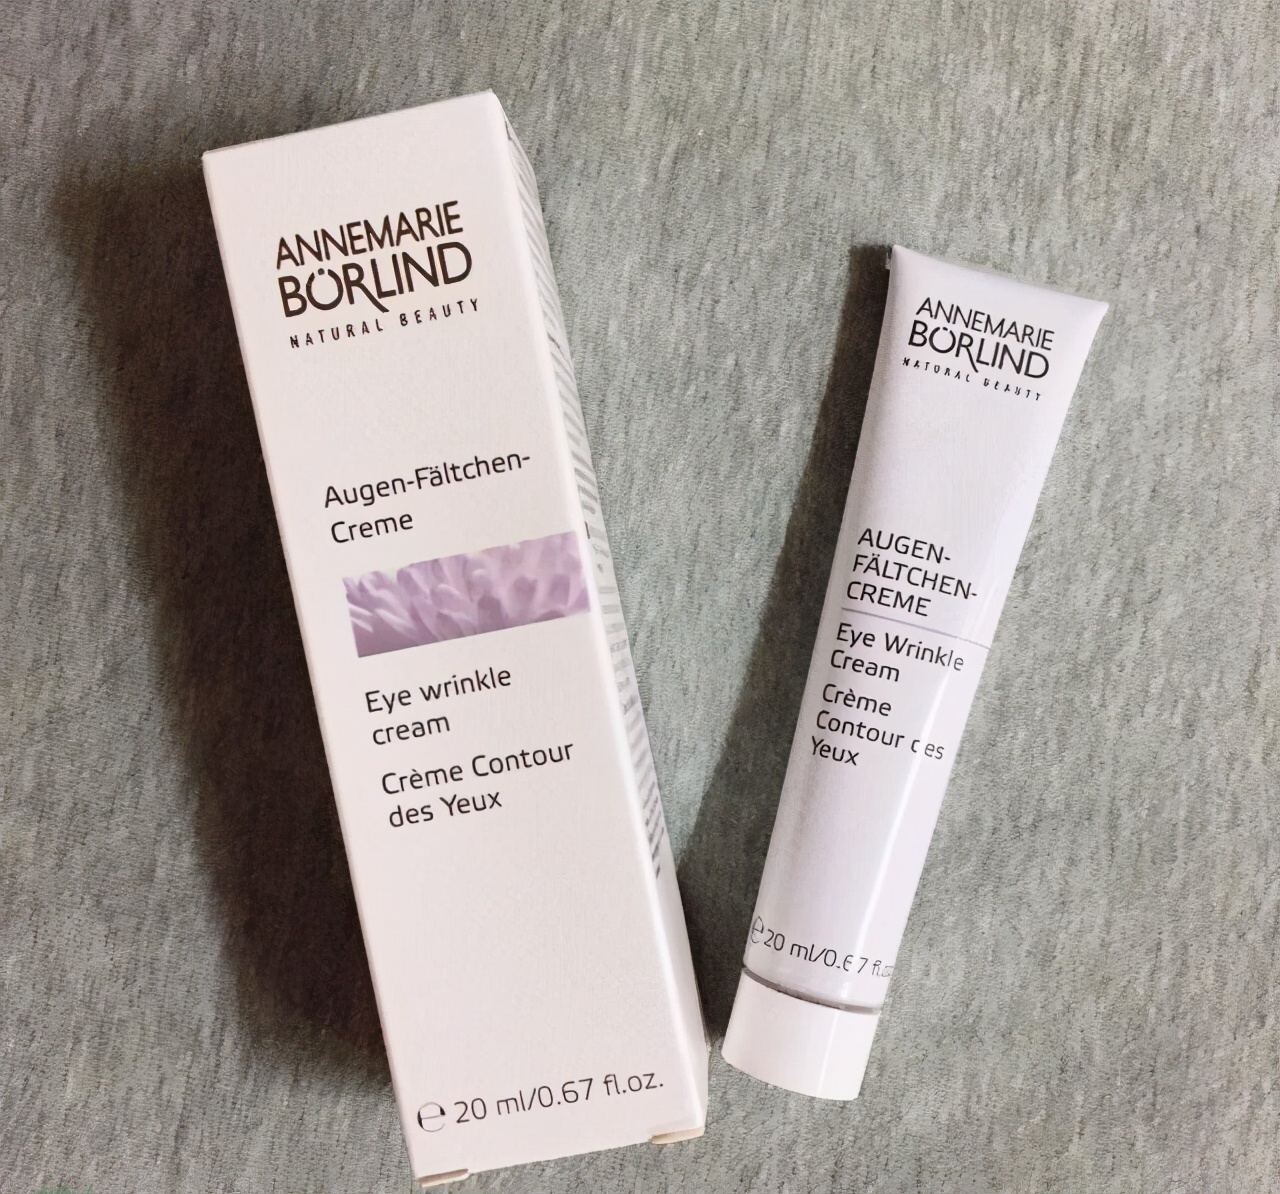 ANNEMARIE
BÖRLIND
NATURAL BEAUTY
Augen-Fältchen-
Creme
Eye wrinkle
cream
Crème Contour
des Yeux
℮ 20 ml/0.67 fl.oz.
ANNEMARIE
BÖRLIND
NATURAL BEAUTY
AUGEN-
FÄLTCHEN-
CREME
Eye Wrinkle
Cream
Crème
Contour des
Yeux
℮ 20 ml/0.67 fl.oz